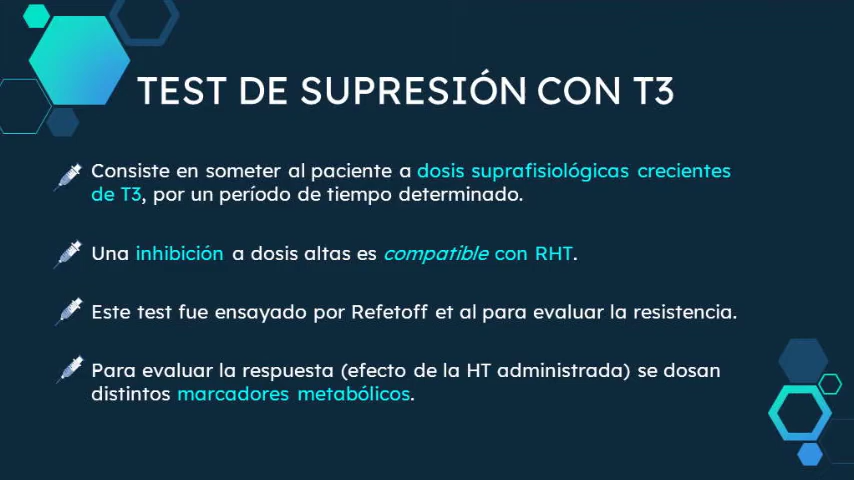 TEST DE SUPRESIÓN CON T3
Consiste en someter al paciente a dosis suprafisiológicas crecientes
de T3, por un período de tiempo determinado.
Una inhibición a dosis altas es compatible con RHT.
Este test fue ensayado por Refetoff et al para evaluar la resistencia.
Para evaluar la respuesta (efecto de la HT administrada) se dosan
distintos marcadores metabólicos.